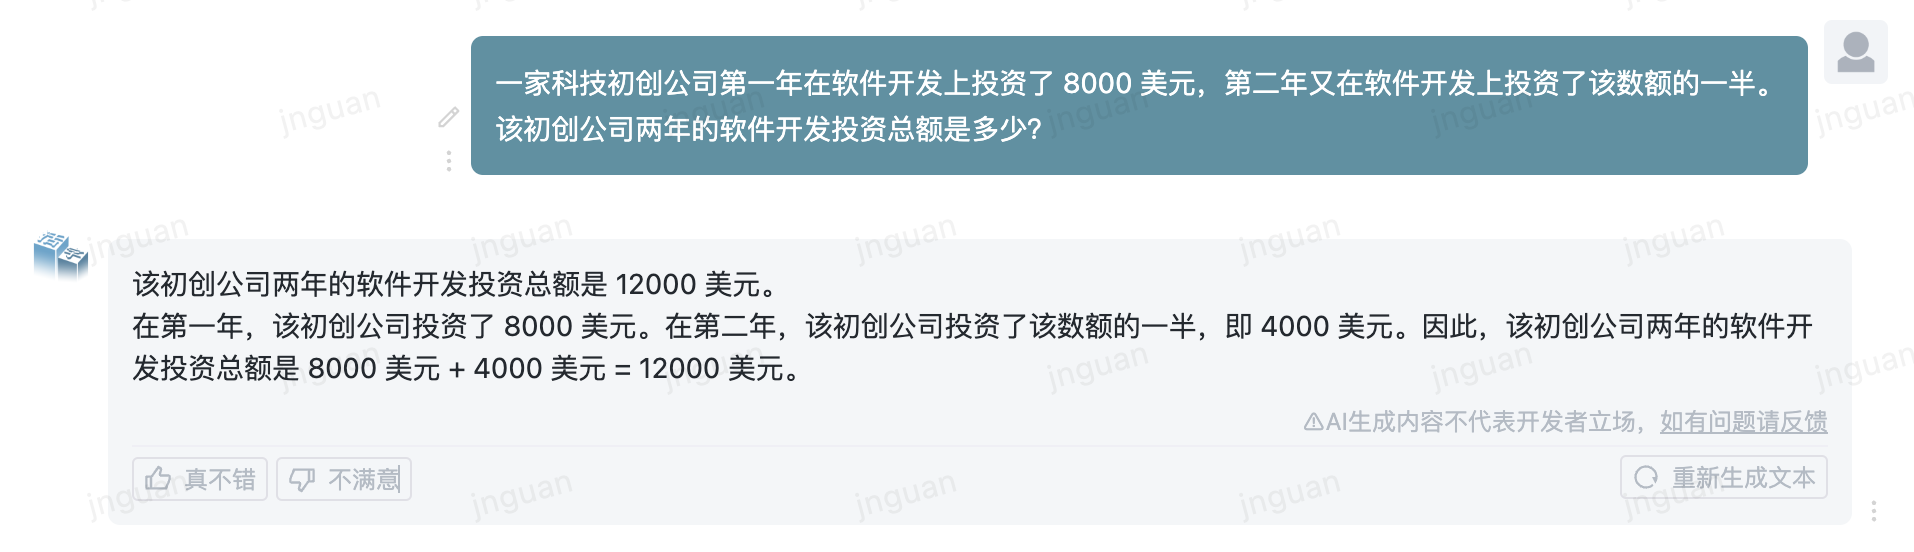 一家科技初创公司第一年在软件开发上投资了 8000 美元，第二年又在软件开发上投资了该数额的一半。
该初创公司两年的软件开发投资总额是多少?
活字
该初创公司两年的软件开发投资总额是 12000 美元。
在第一年，该初创公司投资了 8000 美元。在第二年，该初创公司投资了该数额的一半，即 4000 美元。因此，该初创公司两年的软件开
发投资总额是 8000 美元 + 4000 美元 = 12000 美元。
AI生成内容不代表开发者立场，如有问题请反馈
真不错 不满意 重新生成文本
jnguan